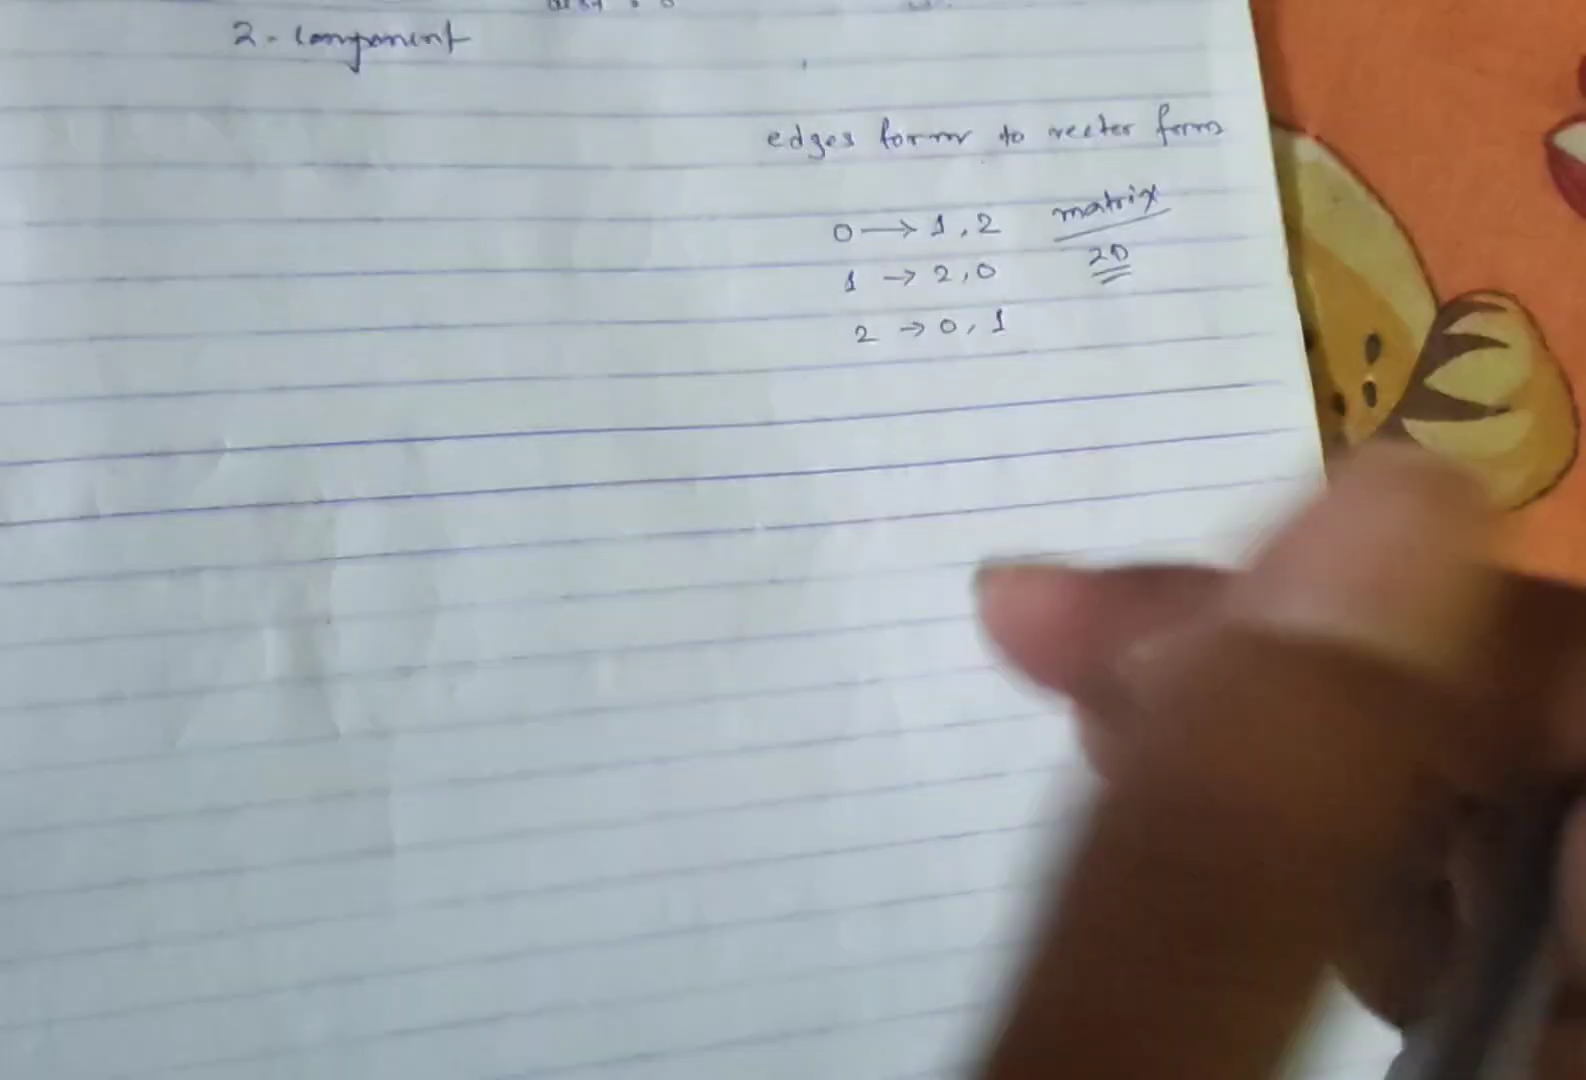 2 - component
edges form to vector form
0 → 1, 2 matrix
1 → 2, 0 2D
2 → 0, 1